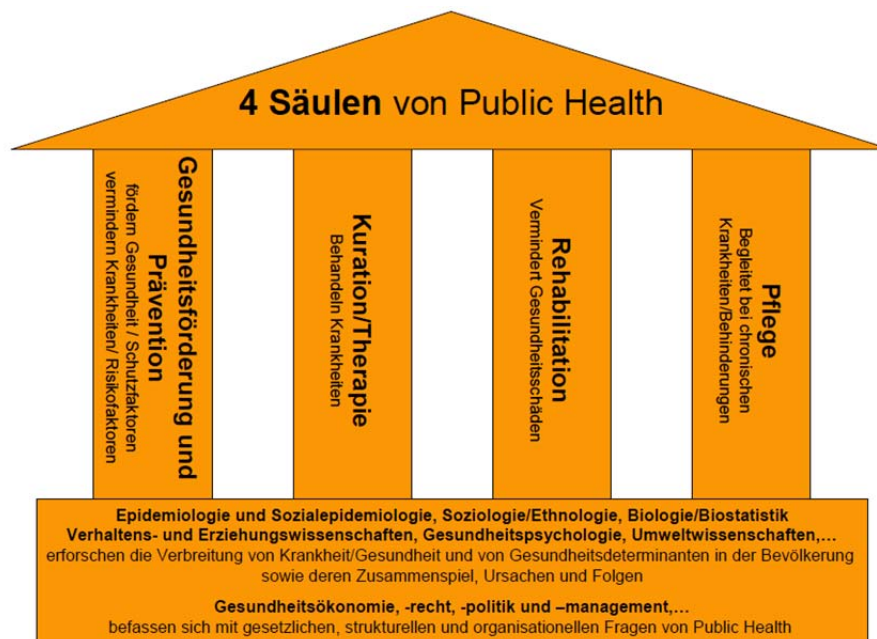 4 Säulen von Public Health
Gesundheitsförderung und
Prävention
fördern Gesundheit / Schutzfaktoren
vermindern Krankheiten/ Risikofaktoren
Kuration/Therapie
Behandeln Krankheiten
Rehabilitation
Vermindert Gesundheitsschäden
Pflege
Begleitet bei chronischen
Krankheiten/Behinderungen
Epidemiologie und Sozialepidemiologie, Soziologie/Ethnologie, Biologie/Biostatistik
Verhaltens- und Erziehungswissenschaften, Gesundheitspsychologie, Umweltwissenschaften,…
erforschen die Verbreitung von Krankheit/Gesundheit und von Gesundheitsdeterminanten in der Bevölkerung
sowie deren Zusammenspiel, Ursachen und Folgen
Gesundheitsökonomie, -recht, -politik und –management,…
befassen sich mit gesetzlichen, strukturellen und organisationellen Fragen von Public Health